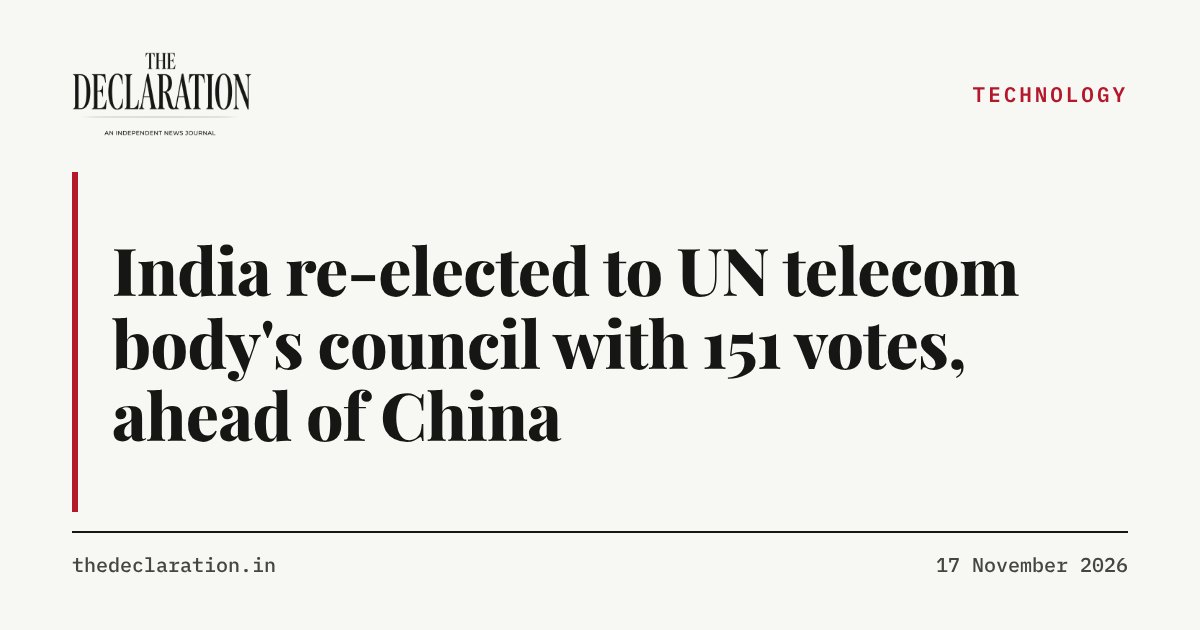 THE
DECLARATION
AN INDEPENDENT NEWS JOURNAL
TECHNOLOGY
India re-elected to UN telecom
body's council with 151 votes,
ahead of China
thedeclaration.in
17 November 2026